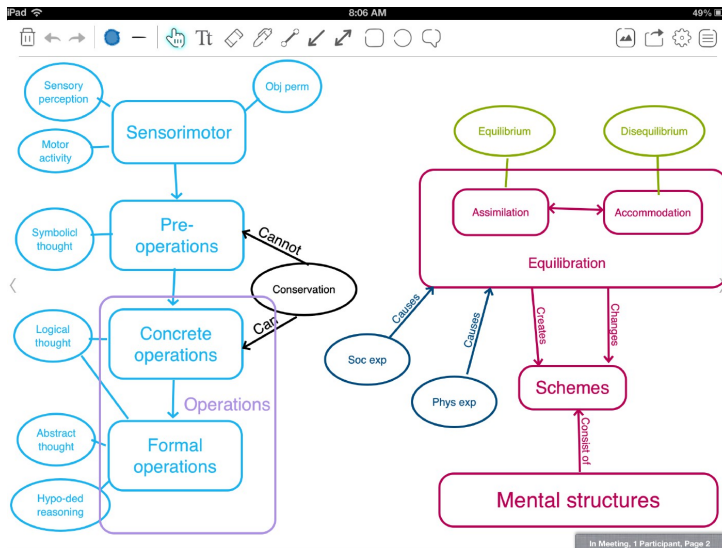 iPad
8:06 AM
49%
Tt
Sensory
perception
Obj perm
Sensorimotor
Motor
activity
Equilibrium
Disequilibrium
Pre-
operations
Symbolicl
thought
Cannot
Assimilation
Accommodation
Equilibration
Conservation
Can
Logical
thought
Concrete
operations
Operations
Causes
Causes
Soc exp
Phys exp
Creates
Changes
Schemes
Abstract
thought
Formal
operations
Consist of
Hypo-ded
reasoning
Mental structures
In Meeting, 1 Participant, Page 2